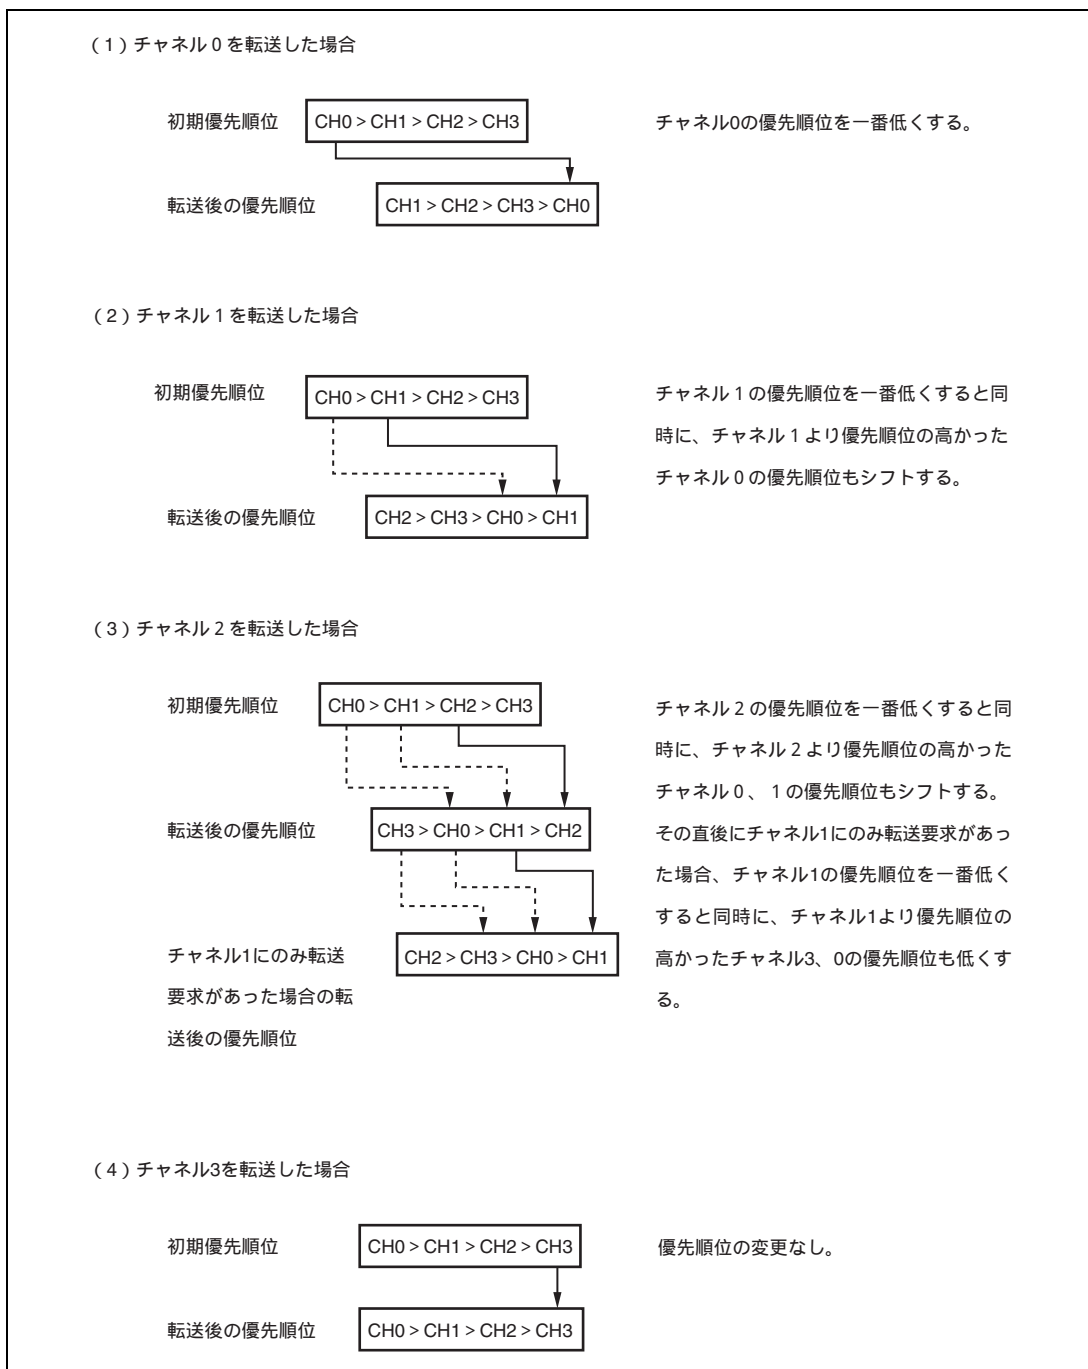 （1）チャネル0を転送した場合
初期優先順位
CH0 > CH1 > CH2 > CH3
チャネル0の優先順位を一番低くする。
転送後の優先順位
CH1 > CH2 > CH3 > CH0
（2）チャネル1を転送した場合
初期優先順位
CH0 > CH1 > CH2 > CH3
チャネル1の優先順位を一番低くすると同
時に、チャネル1より優先順位の高かった
チャネル0の優先順位もシフトする。
転送後の優先順位
CH2 > CH3 > CH0 > CH1
（3）チャネル2を転送した場合
初期優先順位
CH0 > CH1 > CH2 > CH3
チャネル2の優先順位を一番低くすると同
時に、チャネル2より優先順位の高かった
チャネル0、1の優先順位もシフトする。
転送後の優先順位
CH3 > CH0 > CH1 > CH2
その直後にチャネル1にのみ転送要求があっ
た場合、チャネル1の優先順位を一番低く
すると同時に、チャネル1より優先順位の
高かったチャネル3、0の優先順位も低くす
る。
チャネル1にのみ転送
要求があった場合の転
送後の優先順位
CH2 > CH3 > CH0 > CH1
（4）チャネル3を転送した場合
初期優先順位
CH0 > CH1 > CH2 > CH3
優先順位の変更なし。
転送後の優先順位
CH0 > CH1 > CH2 > CH3